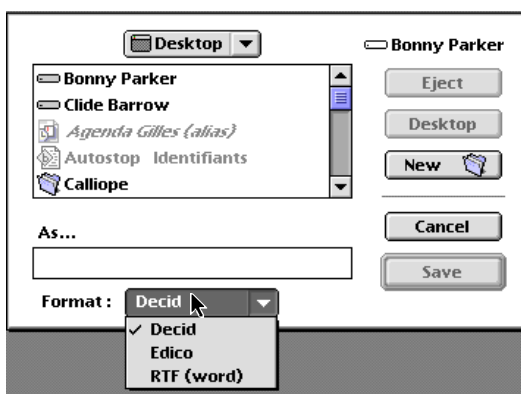 Desktop
Bonny Parker
Bonny Parker
Clide Barrow
Agenda Gilles (alias)
Autostop Identifiants
Calliope
Eject
Desktop
New
Cancel
Save
As...
Format :
Decid
Decid
Edico
RTF (word)